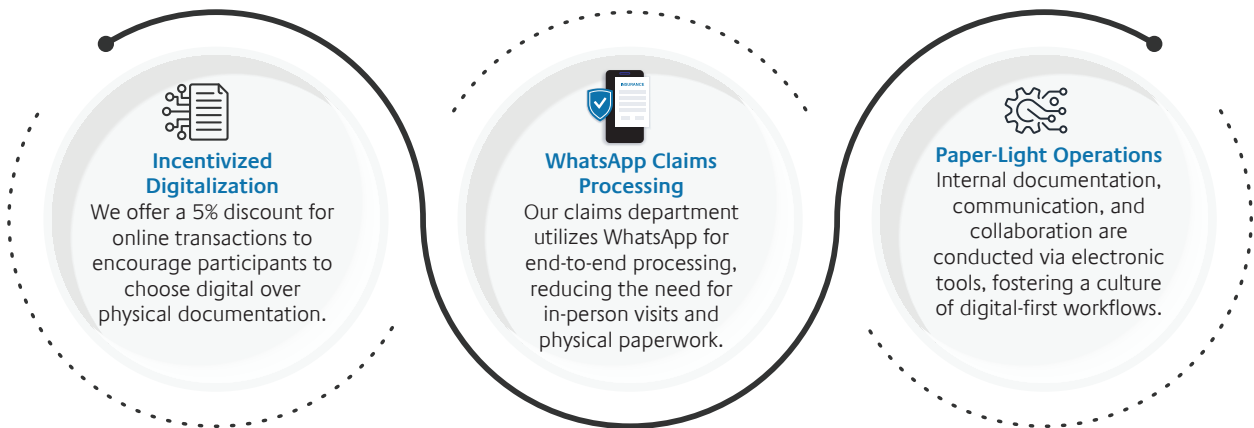 Incentivized
Digitalization
We offer a 5% discount for
online transactions to
encourage participants to
choose digital over
physical documentation.
INSURANCE
WhatsApp Claims
Processing
Our claims department
utilizes WhatsApp for
end-to-end processing,
reducing the need for
in-person visits and
physical paperwork.
Paper-Light Operations
Internal documentation,
communication, and
collaboration are
conducted via electronic
tools, fostering a culture
of digital-first workflows.